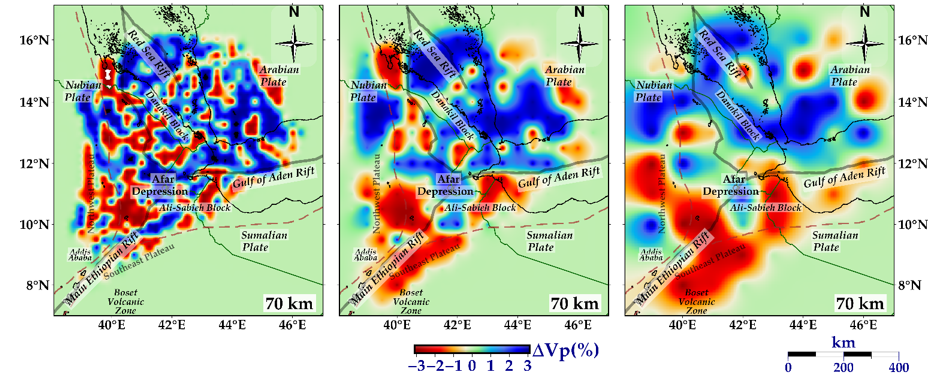 N
16°N
14°N
12°N
10°N
8°N
Red Sea Rift
Arabian
Plate
Nubian
Plate
Danakil Block
Northwest Plateau
Afar
Depression
Gulf of Aden Rift
Ali-Sabieh Block
Addis
Ababa
Main Ethiopian Rift
Southeast Plateau
Sumalian
Plate
Boset
Volcanic
Zone
70 km
40°E 42°E 44°E 46°E
N
Red Sea Rift
Arabian
Plate
Nubian
Plate
Danakil Block
Northwest Plateau
Afar
Depression
Gulf of Aden Rift
Ali-Sabieh Block
Addis
Ababa
Main Ethiopian Rift
Southeast Plateau
Sumalian
Plate
Boset
Volcanic
Zone
70 km
40°E 42°E 44°E 46°E
N
16°N
14°N
12°N
10°N
8°N
Red Sea Rift
Arabian
Plate
Nubian
Plate
Danakil Block
Northwest Plateau
Afar
Depression
Gulf of Aden Rift
Ali-Sabieh Block
Addis
Ababa
Main Ethiopian Rift
Southeast Plateau
Sumalian
Plate
Boset
Volcanic
Zone
70 km
40°E 42°E 44°E 46°E
ΔVp(%)
−3 −2 −1 0 1 2 3
km
0 200 400